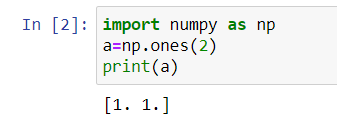 In [2]: import numpy as np
a=np.ones(2)
print(a)
[1. 1.]